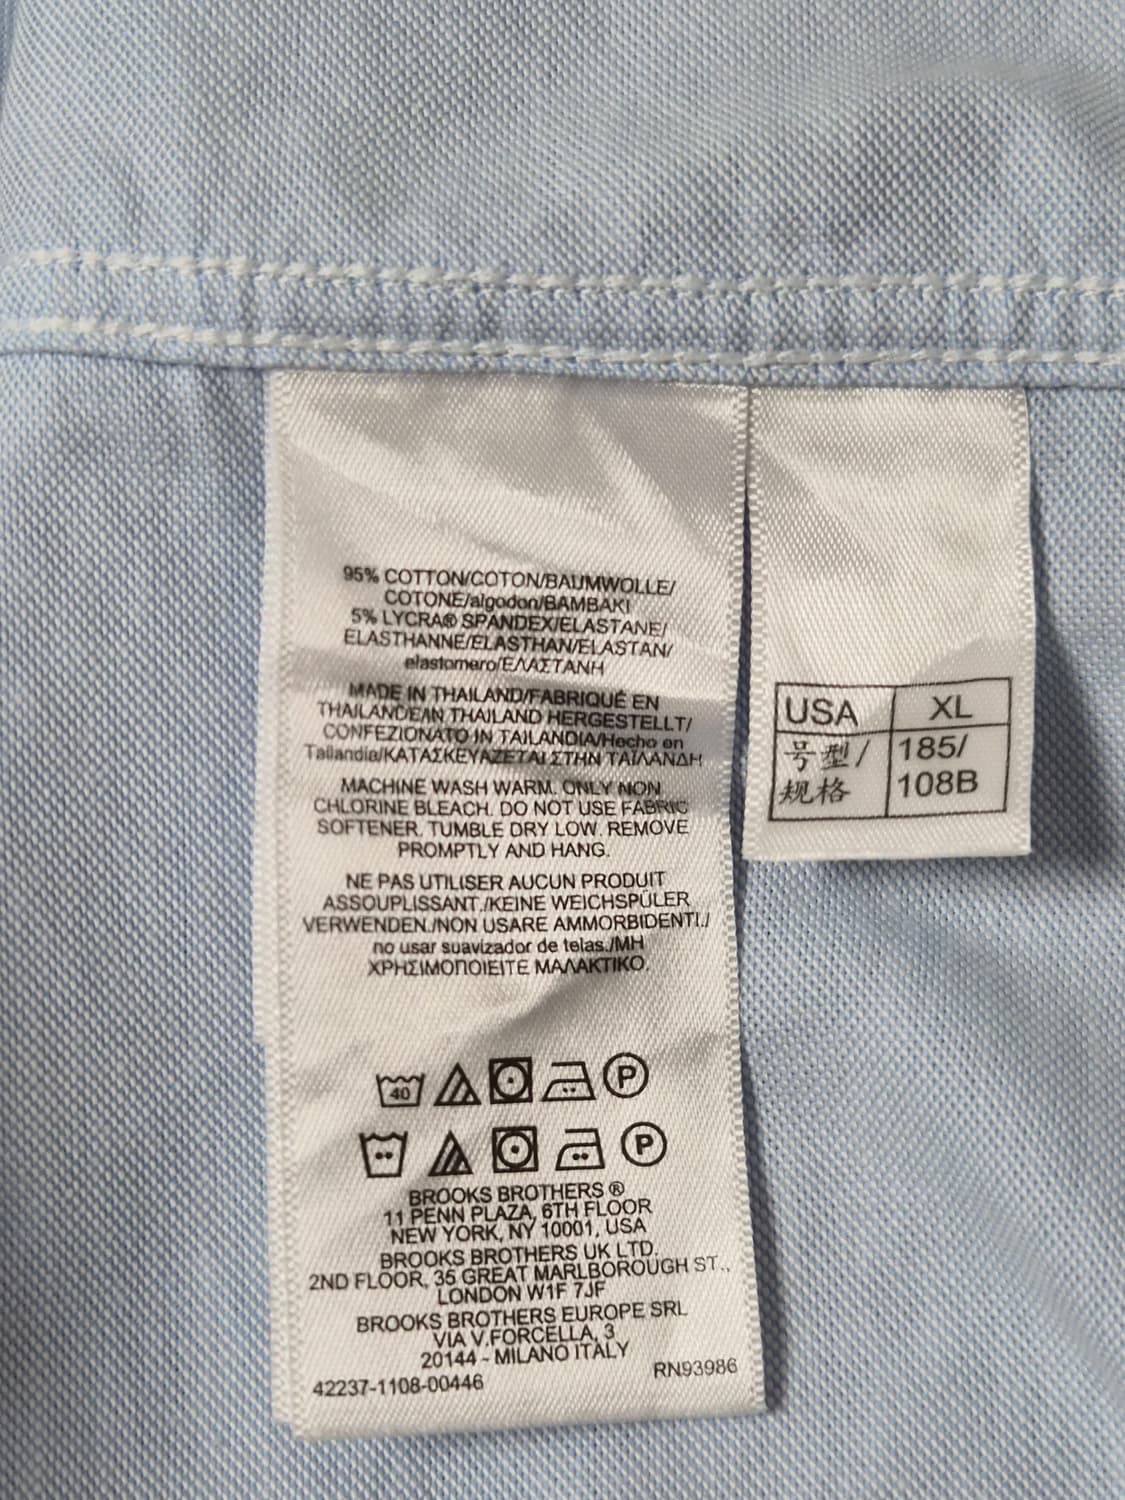 95% COTTON/COTON/BAUMWOLLE/
COTONE/algodon/BAMBAKI
5% LYCRA® SPANDEX/ELASTANE/
ELASTHANNE/ELASTHAN/ELASTAN/
elastomero/ΕΛΑΣΤΑΝΗ
MADE IN THAILAND/FABRIQUÉ EN
THAILANDE/IN THAILAND HERGESTELLT/
CONFEZIONATO IN TAILANDIA/Hecho en
Tailandia/ΚΑΤΑΣΚΕΥΑΖΕΤΑΙ ΣΤΗΝ ΤΑΪΛΑΝΔΗ
MACHINE WASH WARM. ONLY NON
CHLORINE BLEACH. DO NOT USE FABRIC
SOFTENER. TUMBLE DRY LOW. REMOVE
PROMPTLY AND HANG.
NE PAS UTILISER AUCUN PRODUIT
ASSOUPLISSANT./KEINE WEICHSPÜLER
VERWENDEN./NON USARE AMMORBIDENTI./
no usar suavizador de telas./ΜΗ
ΧΡΗΣΙΜΟΠΟΙΕΙΤΕ ΜΑΛΑΚΤΙΚΟ.
40 P
P
BROOKS BROTHERS ®
11 PENN PLAZA, 6TH FLOOR
NEW YORK, NY 10001, USA
BROOKS BROTHERS UK LTD.
2ND FLOOR, 35 GREAT MARLBOROUGH ST.,
LONDON W1F 7JF
BROOKS BROTHERS EUROPE SRL
VIA V.FORCELLA, 3
20144 - MILANO ITALY
42237-1108-00446 RN93986
USA XL
号型/ 185/
规格 108B